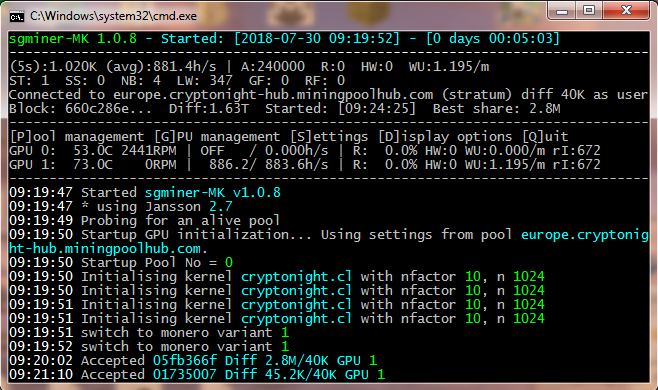 C:\Windows\system32\cmd.exe
sgminer-MK 1.0.8 - Started: [2018-07-30 09:19:52] - [0 days 00:05:03]
--------------------------------------------------------------------------------
(5s):1.020K (avg):881.4h/s | A:240000  R:0  HW:0  WU:1.195/m
ST: 1  SS: 0  NB: 4  LW: 347  GF: 0  RF: 0
Connected to europe.cryptonight-hub.miningpoolhub.com (stratum) diff 40K as user
Block: 660c286e...  Diff:1.63T  Started: [09:24:25]  Best share: 2.8M
--------------------------------------------------------------------------------
[P]ool management [G]PU management [S]ettings [D]isplay options [Q]uit
GPU 0:  53.0C 2441RPM | OFF   / 0.000h/s | R:  0.0% HW:0 WU:0.000/m rI:672
GPU 1:  73.0C    0RPM |  886.2/ 883.6h/s | R:  0.0% HW:0 WU:1.195/m rI:672
--------------------------------------------------------------------------------
09:19:47 Started sgminer-MK v1.0.8
09:19:47 * using Jansson 2.7
09:19:49 Probing for an alive pool
09:19:50 Startup GPU initialization... Using settings from pool europe.cryptonig
ht-hub.miningpoolhub.com.
09:19:50 Startup Pool No = 0
09:19:50 Initialising kernel cryptonight.cl with nfactor 10, n 1024
09:19:50 Initialising kernel cryptonight.cl with nfactor 10, n 1024
09:19:51 Initialising kernel cryptonight.cl with nfactor 10, n 1024
09:19:51 Initialising kernel cryptonight.cl with nfactor 10, n 1024
09:19:51 switch to monero variant 1
09:19:52 switch to monero variant 1
09:20:02 Accepted 05fb366f Diff 2.8M/40K GPU 1
09:21:10 Accepted 01735007 Diff 45.2K/40K GPU 1